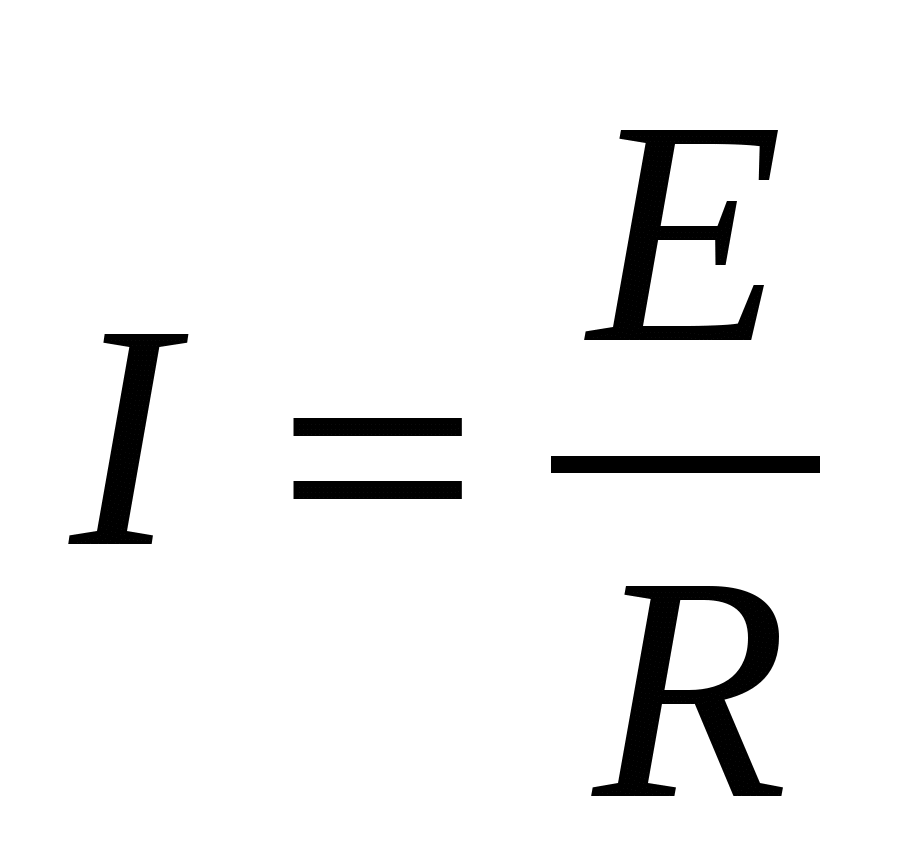 I = E/R